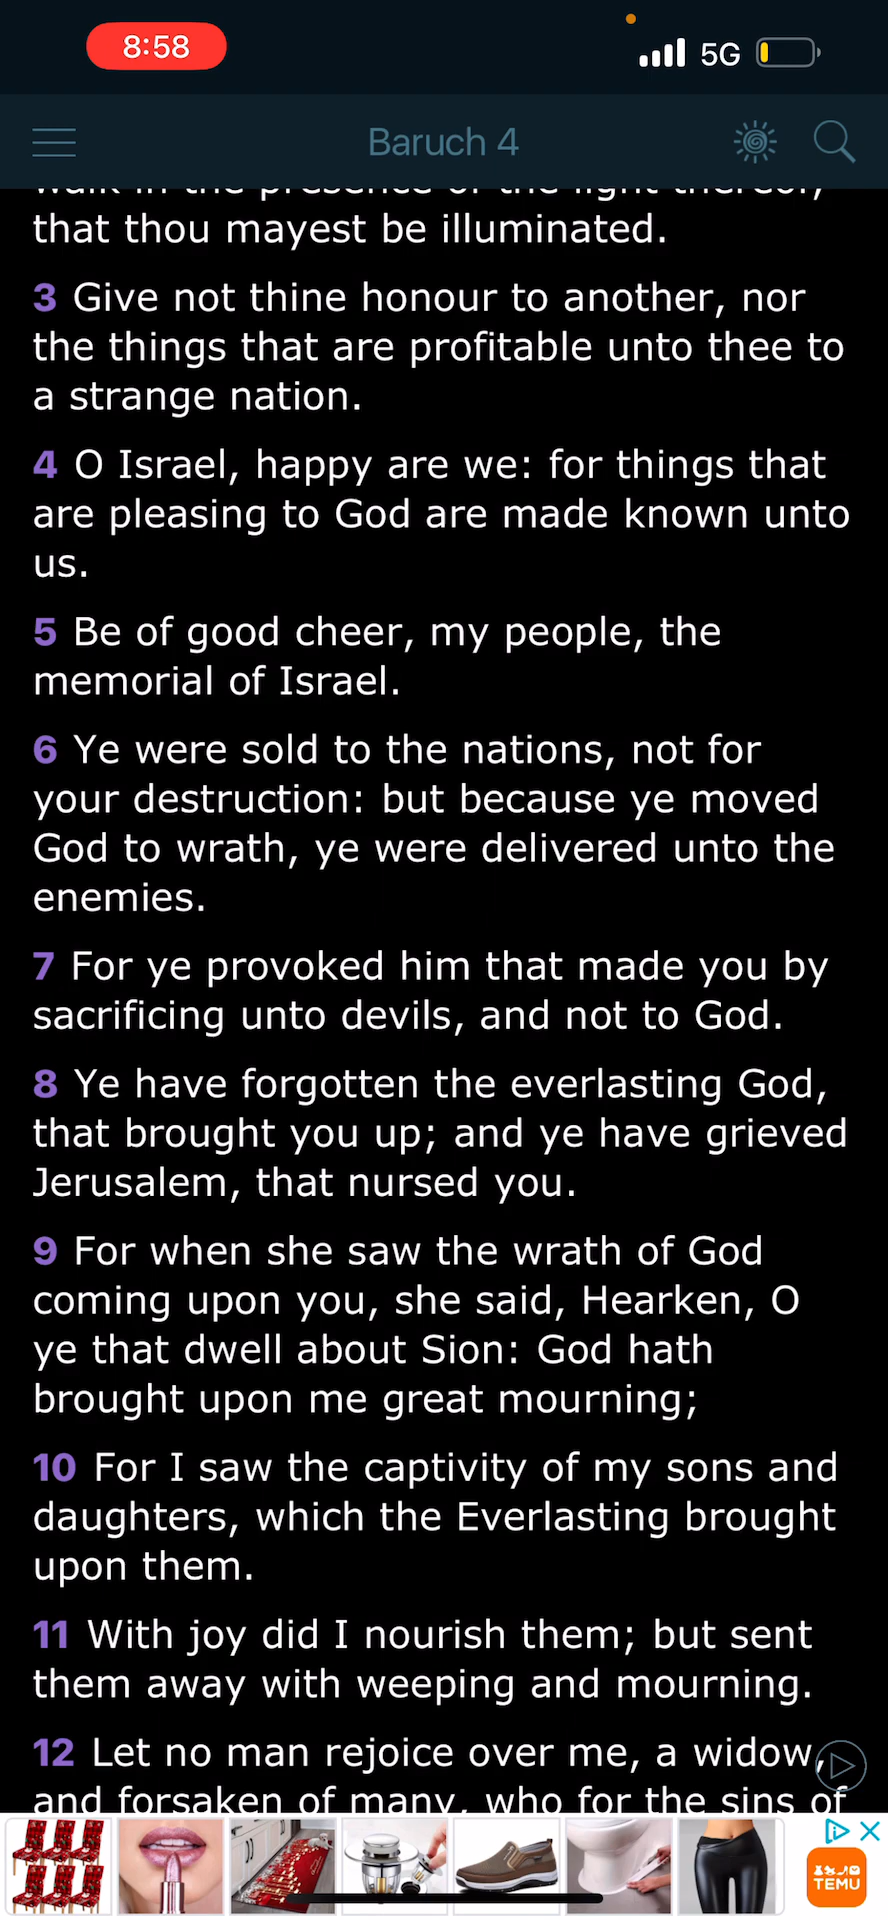 8:58
5G
Baruch 4
walk in the presence of the light thereof,
that thou mayest be illuminated.
3 Give not thine honour to another, nor
the things that are profitable unto thee to
a strange nation.
4 O Israel, happy are we: for things that
are pleasing to God are made known unto
us.
5 Be of good cheer, my people, the
memorial of Israel.
6 Ye were sold to the nations, not for
your destruction: but because ye moved
God to wrath, ye were delivered unto the
enemies.
7 For ye provoked him that made you by
sacrificing unto devils, and not to God.
8 Ye have forgotten the everlasting God,
that brought you up; and ye have grieved
Jerusalem, that nursed you.
9 For when she saw the wrath of God
coming upon you, she said, Hearken, O
ye that dwell about Sion: God hath
brought upon me great mourning;
10 For I saw the captivity of my sons and
daughters, which the Everlasting brought
upon them.
11 With joy did I nourish them; but sent
them away with weeping and mourning.
12 Let no man rejoice over me, a widow,
and forsaken of many, who for the sins of
TEMU